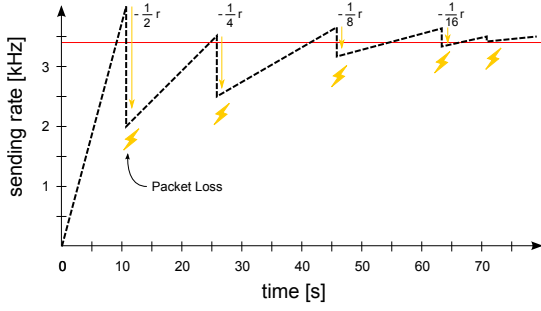 -1/2 r
-1/4 r
-1/8 r
-1/16 r
sending rate [kHz]
3
2
1
Packet Loss
0 10 20 30 40 50 60 70
time [s]